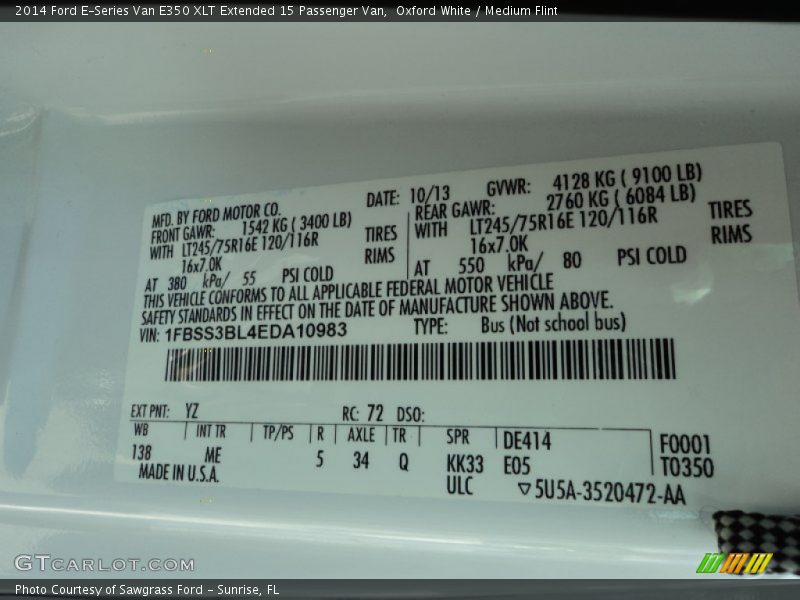 2014 Ford E-Series Van E350 XLT Extended 15 Passenger Van, Oxford White / Medium Flint
MFD. BY FORD MOTOR CO. DATE: 10/13 GVWR: 4128 KG ( 9100 LB)
FRONT GAWR: 1542 KG ( 3400 LB) REAR GAWR: 2760 KG ( 6084 LB)
WITH LT245/75R16E 120/116R TIRES WITH LT245/75R16E 120/116R TIRES
16x7.0K RIMS 16x7.0K RIMS
AT 380 kPa/ 55 PSI COLD AT 550 kPa/ 80 PSI COLD
THIS VEHICLE CONFORMS TO ALL APPLICABLE FEDERAL MOTOR VEHICLE
SAFETY STANDARDS IN EFFECT ON THE DATE OF MANUFACTURE SHOWN ABOVE.
VIN: 1FBSS3BL4EDA10983 TYPE: Bus (Not school bus)
EXT PNT: YZ RC: 72 DSO:
WB INT TR TP/PS R AXLE TR SPR DE414 F0001
138 ME 5 34 Q KK33 E05 T0350
MADE IN U.S.A. ULC ▽5U5A-3520472-AA
GTCARLOT.COM
Photo Courtesy of Sawgrass Ford - Sunrise, FL